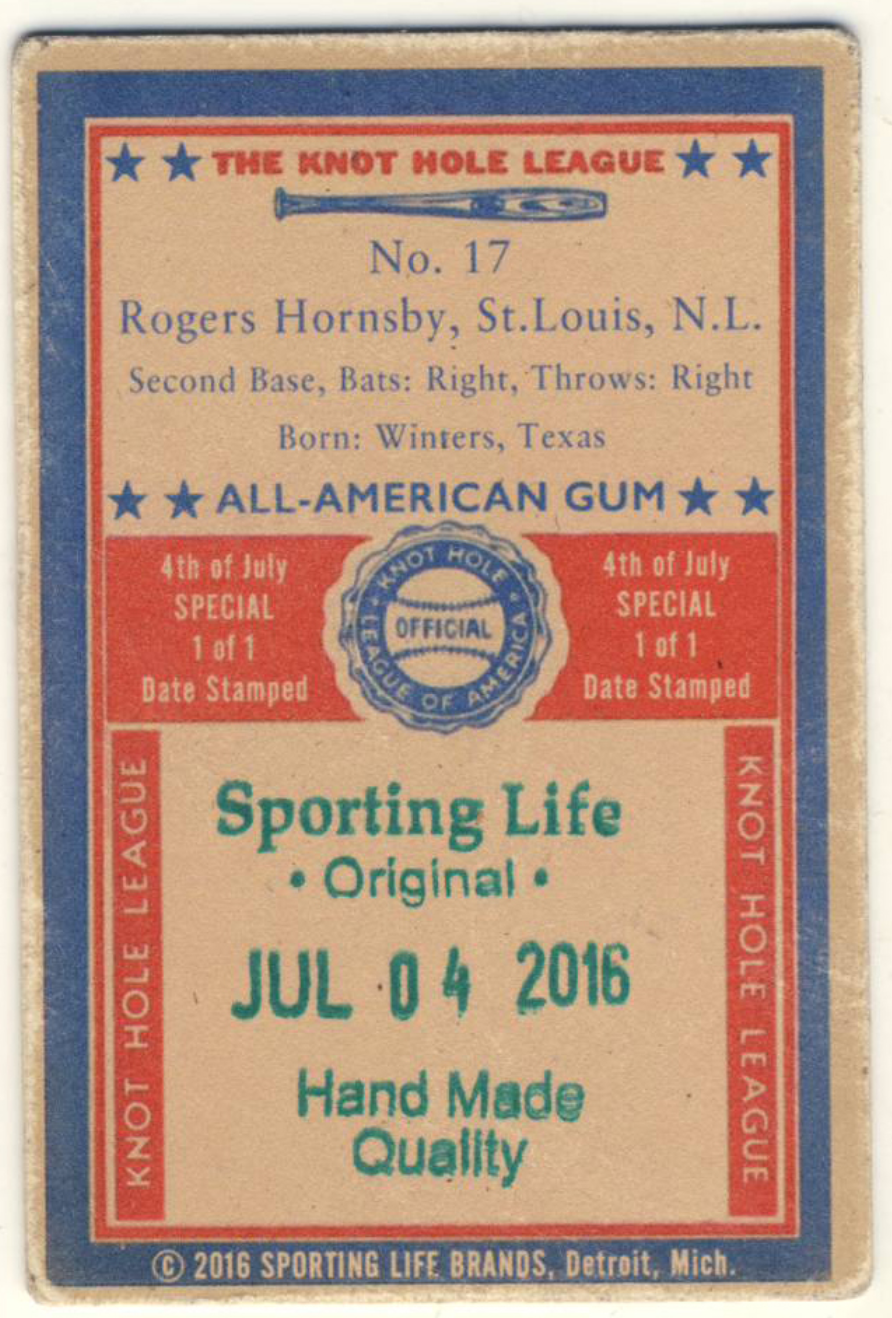 THE KNOT HOLE LEAGUE
No. 17
Rogers Hornsby, St.Louis, N.L.
Second Base, Bats: Right, Throws: Right
Born: Winters, Texas
ALL-AMERICAN GUM
4th of July
SPECIAL
1 of 1
Date Stamped
KNOT HOLE
LEAGUE OF AMERICA
OFFICIAL
4th of July
SPECIAL
1 of 1
Date Stamped
KNOT HOLE LEAGUE
Sporting Life
• Original •
JUL 04 2016
Hand Made
Quality
KNOT HOLE LEAGUE
© 2016 SPORTING LIFE BRANDS, Detroit, Mich.